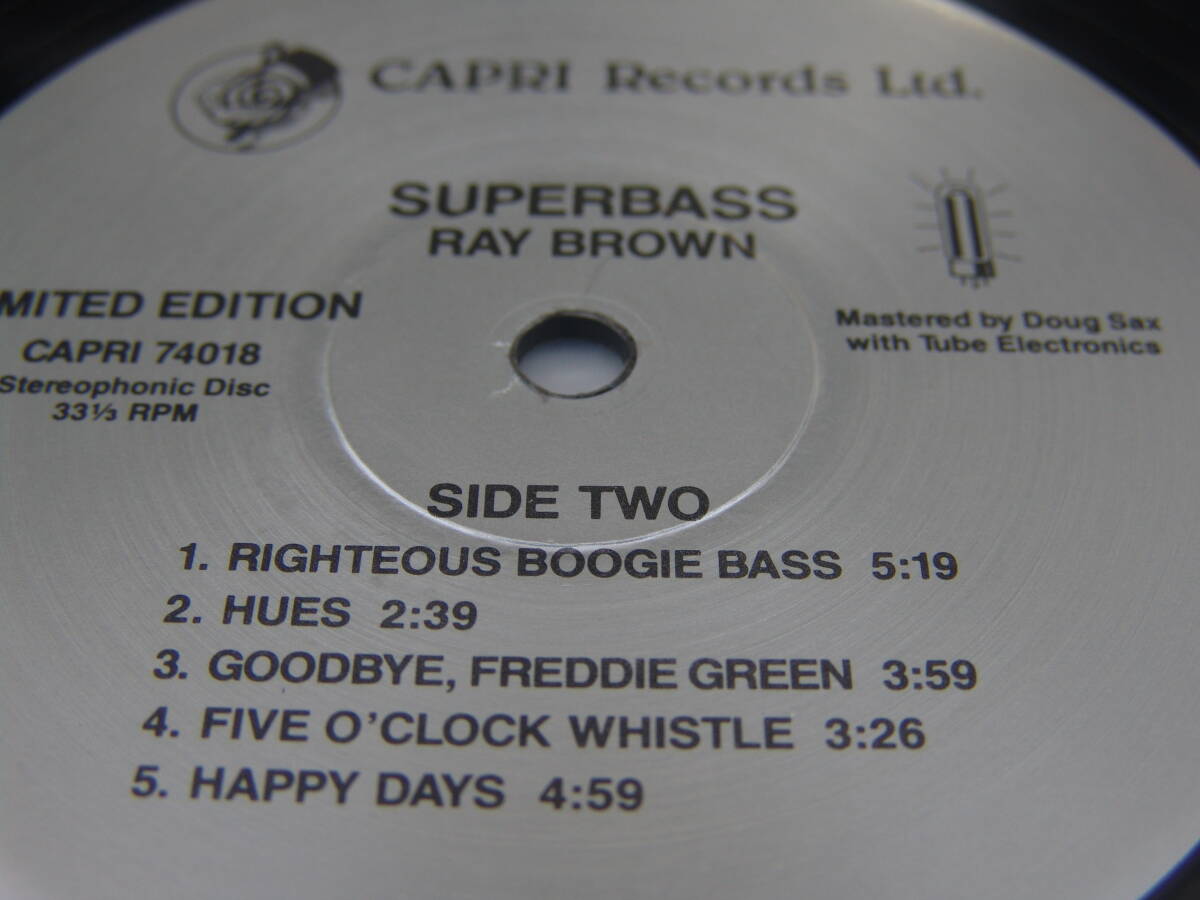 CAPRI Records Ltd.
SUPERBASS
RAY BROWN
MITED EDITION
CAPRI 74018
Stereophonic Disc
33⅓ RPM
Mastered by Doug Sax
with Tube Electronics
SIDE TWO
1. RIGHTEOUS BOOGIE BASS 5:19
2. HUES 2:39
3. GOODBYE, FREDDIE GREEN 3:59
4. FIVE O'CLOCK WHISTLE 3:26
5. HAPPY DAYS 4:59